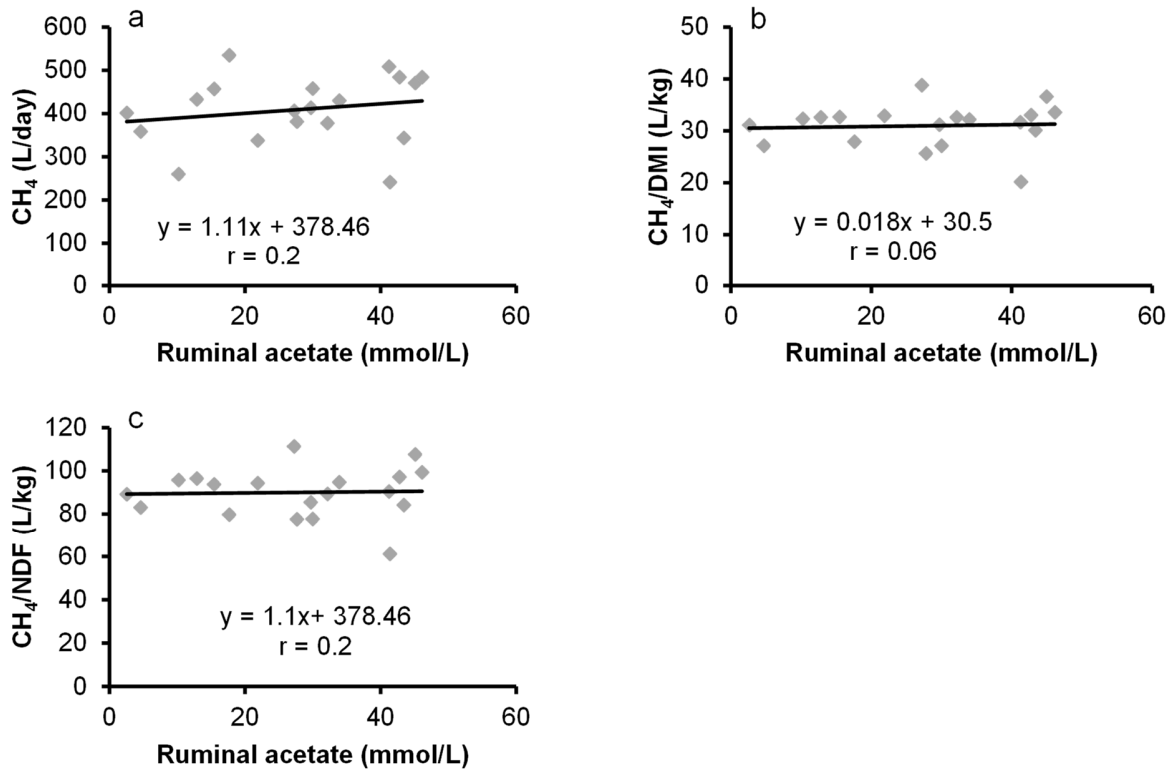 a
CH₄ (L/day)
600
500
400
300
200
100
0
y = 1.11x + 378.46
r = 0.2
0 20 40 60
Ruminal acetate (mmol/L)
b
CH₄/DMI (L/kg)
50
40
30
20
10
0
y = 0.018x + 30.5
r = 0.06
0 20 40 60
Ruminal acetate (mmol/L)
c
CH₄/NDF (L/kg)
120
100
80
60
40
20
0
y = 1.1x+ 378.46
r = 0.2
0 20 40 60
Ruminal acetate (mmol/L)